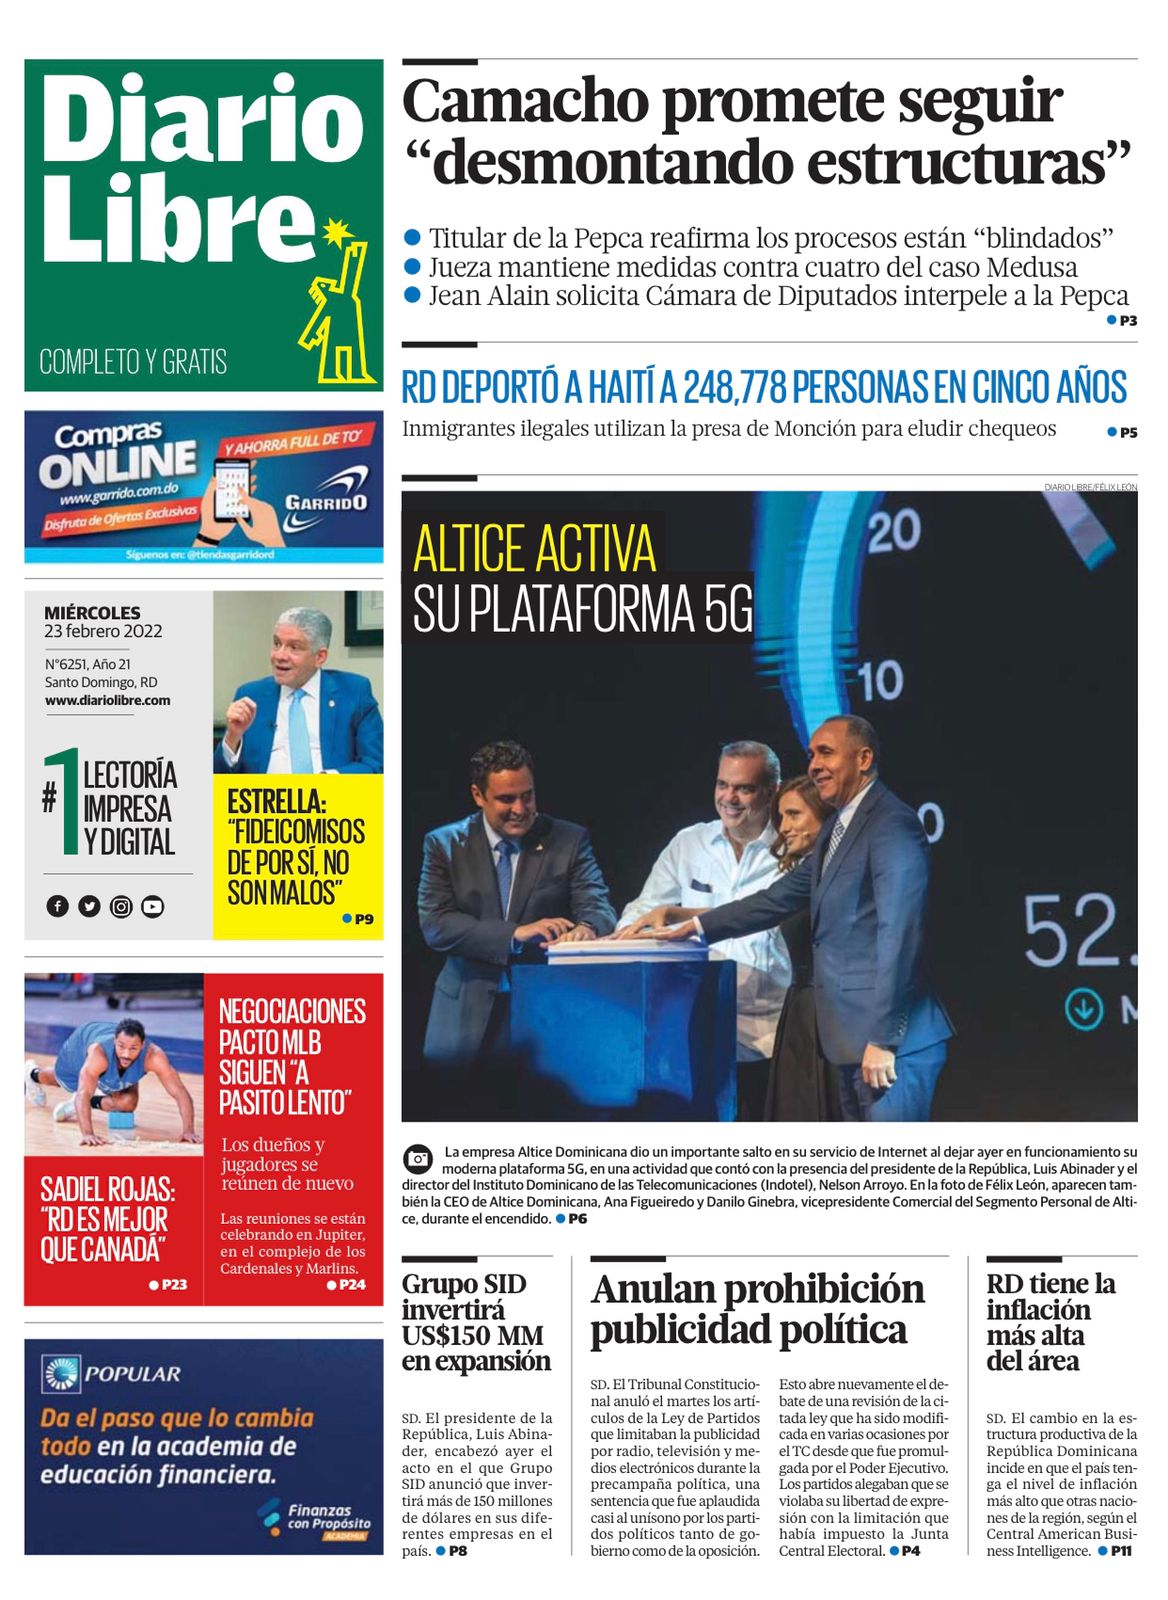 Diario
Libre
COMPLETO Y GRATIS
Camacho promete seguir
“desmontando estructuras”
Titular de la Pepca reafirma los procesos están “blindados”
Jueza mantiene medidas contra cuatro del caso Medusa
Jean Alain solicita Cámara de Diputados interpele a la Pepca
P3
RD DEPORTÓ A HAITÍ A 248,778 PERSONAS EN CINCO AÑOS
Inmigrantes ilegales utilizan la presa de Monción para eludir chequeos
P5
Compras
ONLINE
www.garrido.com.do
Disfruta de Ofertas Exclusivas
Y AHORRA FULL DE TO'
GARRIDO
Síguenos en: @tiendasgarridord
MIÉRCOLES
23 febrero 2022
N°6251, Año 21
Santo Domingo, RD
www.diariolibre.com
#1
LECTORÍA
IMPRESA
Y DIGITAL
ESTRELLA:
“FIDEICOMISOS
DE POR SÍ, NO
SON MALOS”
P9
SADIEL ROJAS:
“RD ES MEJOR
QUE CANADÁ”
P23
NEGOCIACIONES
PACTO MLB
SIGUEN “A
PASITO LENTO”
Los dueños y
jugadores se
reúnen de nuevo
Las reuniones se están
celebrando en Jupiter,
en el complejo de los
Cardenales y Marlins.
P24
POPULAR
Da el paso que lo cambia
todo en la academia de
educación financiera.
Finanzas
con Propósito
ACADEMIA
DIARIO LIBRE/FÉLIX LEÓN
ALTICE ACTIVA
SU PLATAFORMA 5G
20
10
0
52.
M
La empresa Altice Dominicana dio un importante salto en su servicio de Internet al dejar ayer en funcionamiento su
moderna plataforma 5G, en una actividad que contó con la presencia del presidente de la República, Luis Abinader y el
director del Instituto Dominicano de las Telecomunicaciones (Indotel), Nelson Arroyo. En la foto de Félix León, aparecen tam-
bién la CEO de Altice Dominicana, Ana Figueiredo y Danilo Ginebra, vicepresidente Comercial del Segmento Personal de Alti-
ce, durante el encendido. P6
Grupo SID
invertirá
US$150 MM
en expansión
SD. El presidente de la
República, Luis Abina-
der, encabezó ayer el
acto en el que Grupo
SID anunció que inver-
tirá más de 150 millones
de dólares en sus dife-
rentes empresas en el
país. P8
Anulan prohibición
publicidad política
SD. El Tribunal Constitucio-
nal anuló el martes los artí-
culos de la Ley de Partidos
que limitaban la publicidad
por radio, televisión y me-
dios electrónicos durante la
precampaña política, una
sentencia que fue aplaudida
casi al unísono por los parti-
dos políticos tanto de go-
bierno como de la oposición.
Esto abre nuevamente el de-
bate de una revisión de la ci-
tada ley que ha sido modifi-
cada en varias ocasiones por
el TC desde que fue promul-
gada por el Poder Ejecutivo.
Los partidos alegaban que se
violaba su libertad de expre-
sión con la limitación que
había impuesto la Junta
Central Electoral. P4
RD tiene la
inflación
más alta
del área
SD. El cambio en la es-
tructura productiva de la
República Dominicana
incide en que el país ten-
ga el nivel de inflación
más alto que otras nacio-
nes de la región, según el
Central American Busi-
ness Intelligence. P11